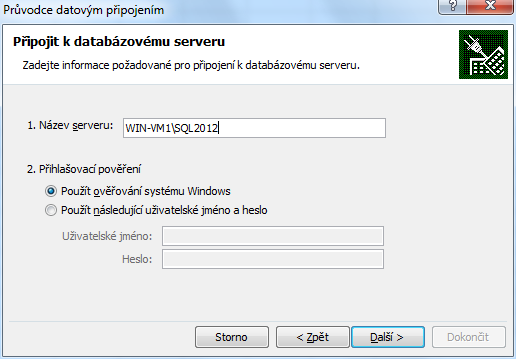 Průvodce datovým připojením
Připojit k databázovému serveru
Zadejte informace požadované pro připojení k databázovému serveru.
1. Název serveru: WIN-VM1\SQL2012
2. Přihlašovací pověření
Použít ověřování systému Windows
Použít následující uživatelské jméno a heslo
Uživatelské jméno:
Heslo:
Storno < Zpět Další > Dokončit